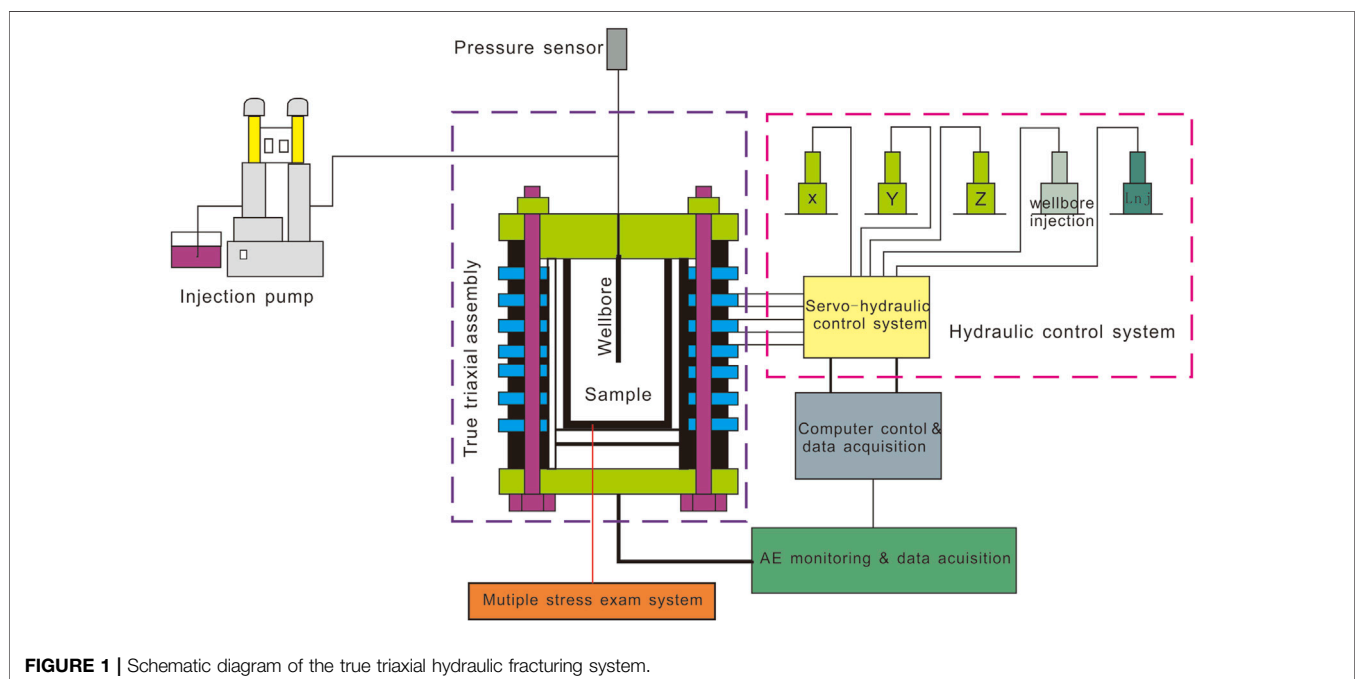 Pressure sensor
Injection pump
True triaxial assembly
Wellbore
Sample
x
Y
Z
wellbore
injection
Lnj
Servo-hydraulic
control system
Hydraulic control system
Computer contol &
data acquisition
AE monitoring & data acuisition
Mutiple stress exam system
FIGURE 1 | Schematic diagram of the true triaxial hydraulic fracturing system.